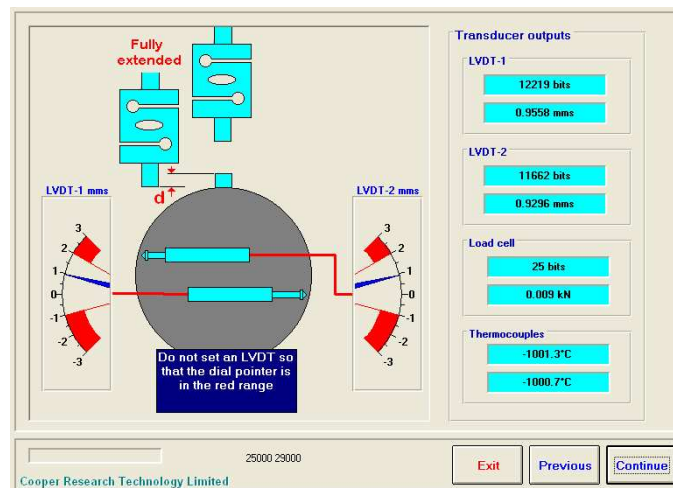 Fully
extended
d
LVDT-1 mms
3
2
1
0
-1
-2
-3
LVDT-2 mms
3
2
1
0
-1
-2
-3
Do not set an LVDT so
that the dial pointer is
in the red range
Transducer outputs
LVDT-1
12219 bits
0.9558 mms
LVDT-2
11662 bits
0.9296 mms
Load cell
25 bits
0.009 kN
Thermocouples
-1001.3°C
-1000.7°C
25000 29000
Cooper Research Technology Limited
Exit
Previous
Continue